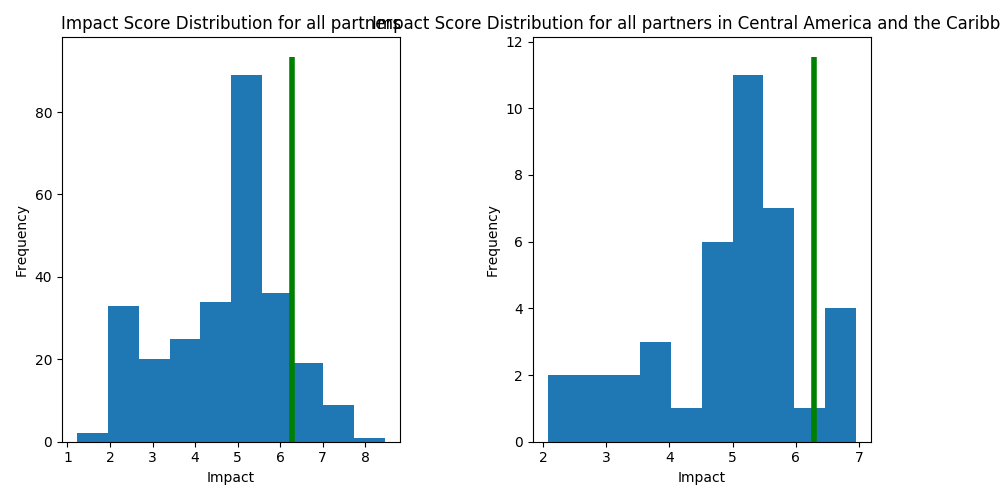 Impact Score Distribution for all partners
Impact Score Distribution for all partners in Central America and the Caribb
Frequency
80
60
40
20
0
1 2 3 4 5 6 7 8
Impact
Frequency
12
10
8
6
4
2
0
2 3 4 5 6 7
Impact